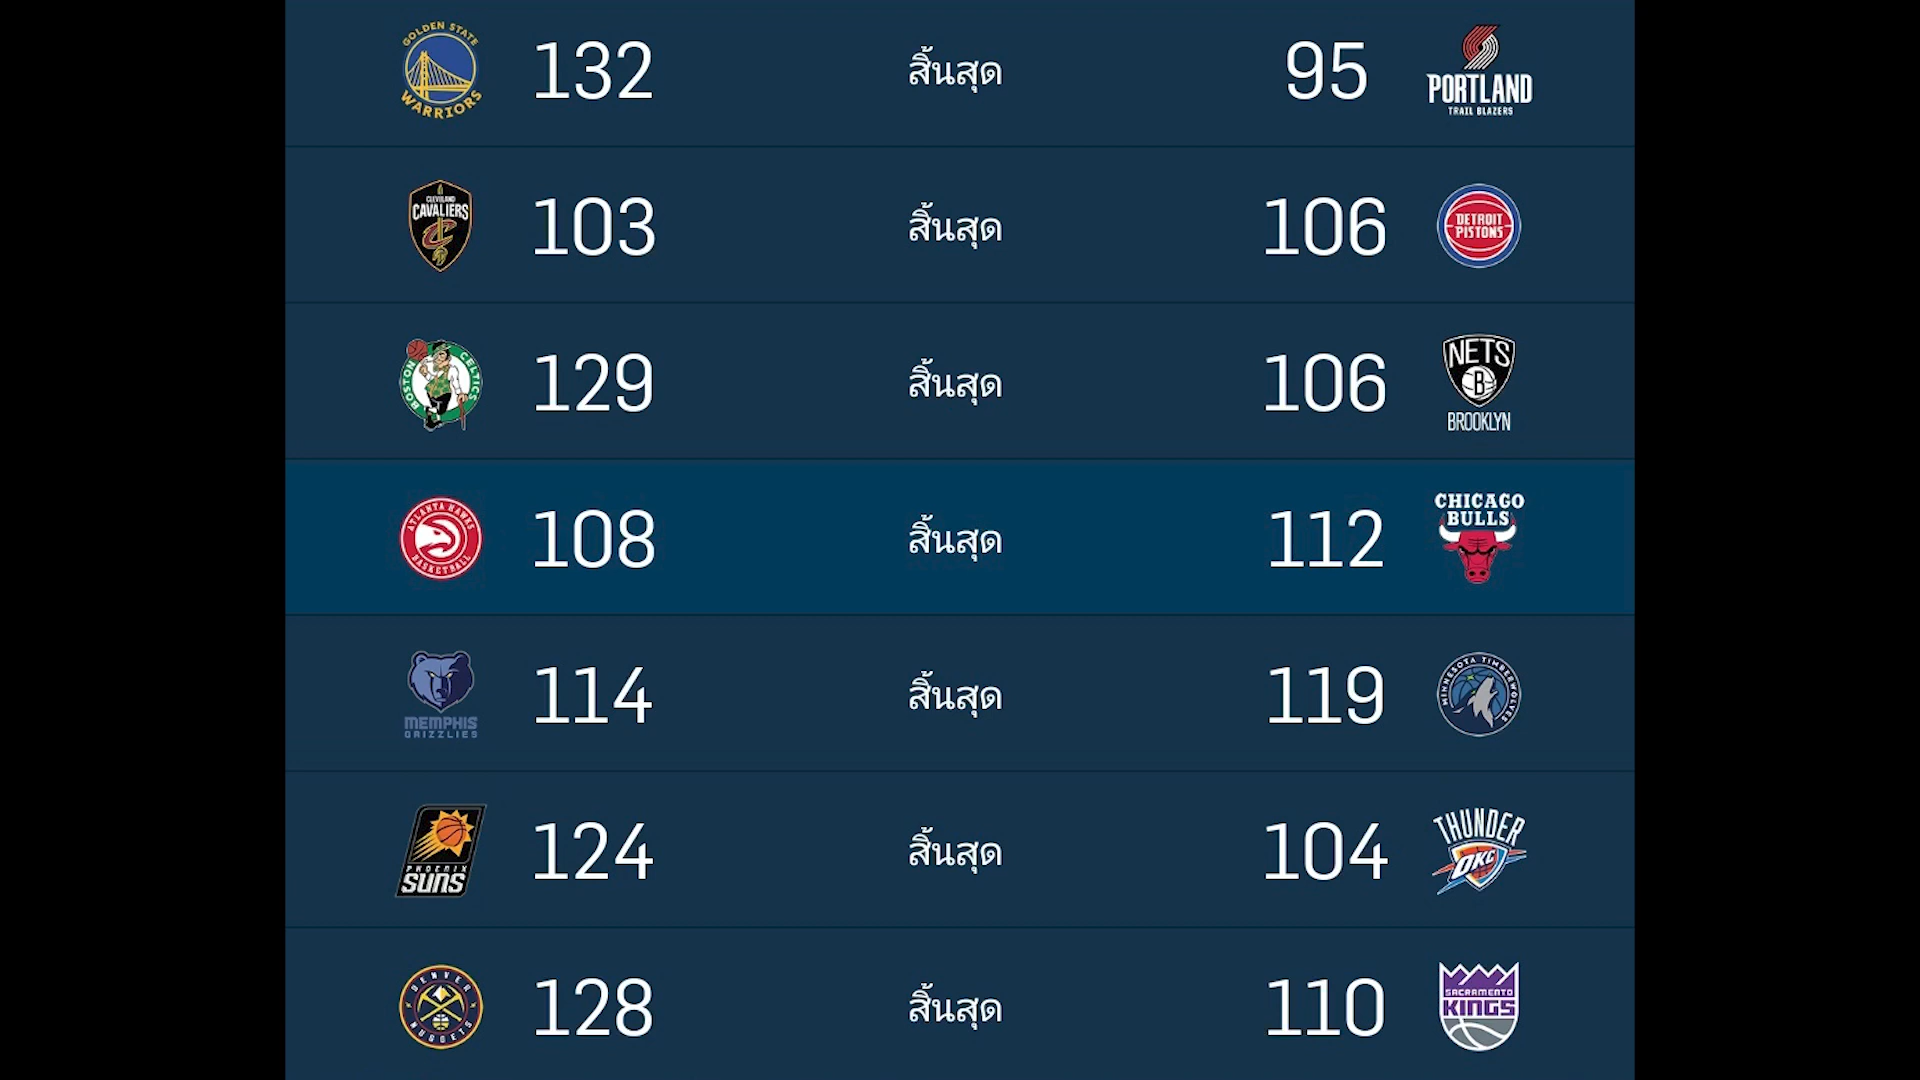 GOLDEN STATE
WARRIORS
132 สิ้นสุด 95
PORTLAND
TRAIL BLAZERS
CLEVELAND
CAVALIERS
103 สิ้นสุด 106
DETROIT
PISTONS
BOSTON CELTICS
129 สิ้นสุด 106
NETS
B
BROOKLYN
ATLANTA HAWKS
BASKETBALL
108 สิ้นสุด 112
CHICAGO
BULLS
MEMPHIS
GRIZZLIES
114 สิ้นสุด 119
MINNESOTA TIMBERWOLVES
PHOENIX
SUNS
124 สิ้นสุด 104
THUNDER
OKC
DENVER
NUGGETS
128 สิ้นสุด 110
SACRAMENTO
KINGS